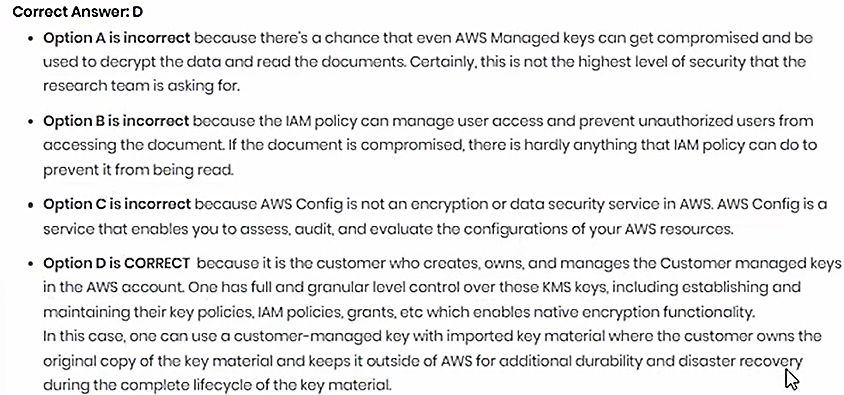 Correct Answer: D
• Option A is incorrect because there's a chance that even AWS Managed keys can get compromised and be
used to decrypt the data and read the documents. Certainly, this is not the highest level of security that the
research team is asking for.
• Option B is incorrect because the IAM policy can manage user access and prevent unauthorized users from
accessing the document. If the document is compromised, there is hardly anything that IAM policy can do to
prevent it from being read.
• Option C is incorrect because AWS Config is not an encryption or data security service in AWS. AWS Config is a
service that enables you to assess, audit, and evaluate the configurations of your AWS resources.
• Option D is CORRECT because it is the customer who creates, owns, and manages the Customer managed keys
in the AWS account. One has full and granular level control over these KMS keys, including establishing and
maintaining their key policies, IAM policies, grants, etc which enables native encryption functionality.
In this case, one can use a customer-managed key with imported key material where the customer owns the
original copy of the key material and keeps it outside of AWS for additional durability and disaster recovery
during the complete lifecycle of the key material.